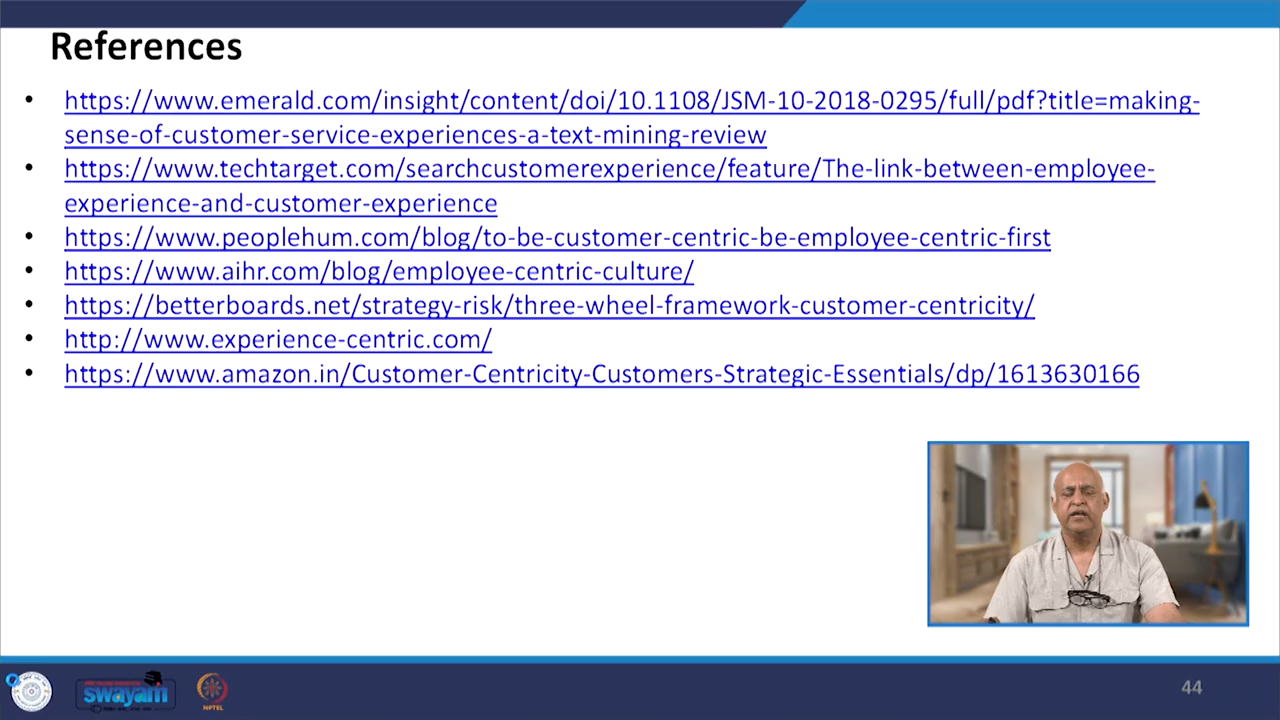 References
• https://www.emerald.com/insight/content/doi/10.1108/JSM-10-2018-0295/full/pdf?title=making-
sense-of-customer-service-experiences-a-text-mining-review
• https://www.techtarget.com/searchcustomerexperience/feature/The-link-between-employee-
experience-and-customer-experience
• https://www.peoplehum.com/blog/to-be-customer-centric-be-employee-centric-first
• https://www.aihr.com/blog/employee-centric-culture/
• https://betterboards.net/strategy-risk/three-wheel-framework-customer-centricity/
• http://www.experience-centric.com/
• https://www.amazon.in/Customer-Centricity-Customers-Strategic-Essentials/dp/1613630166
swayam
NPTEL
44